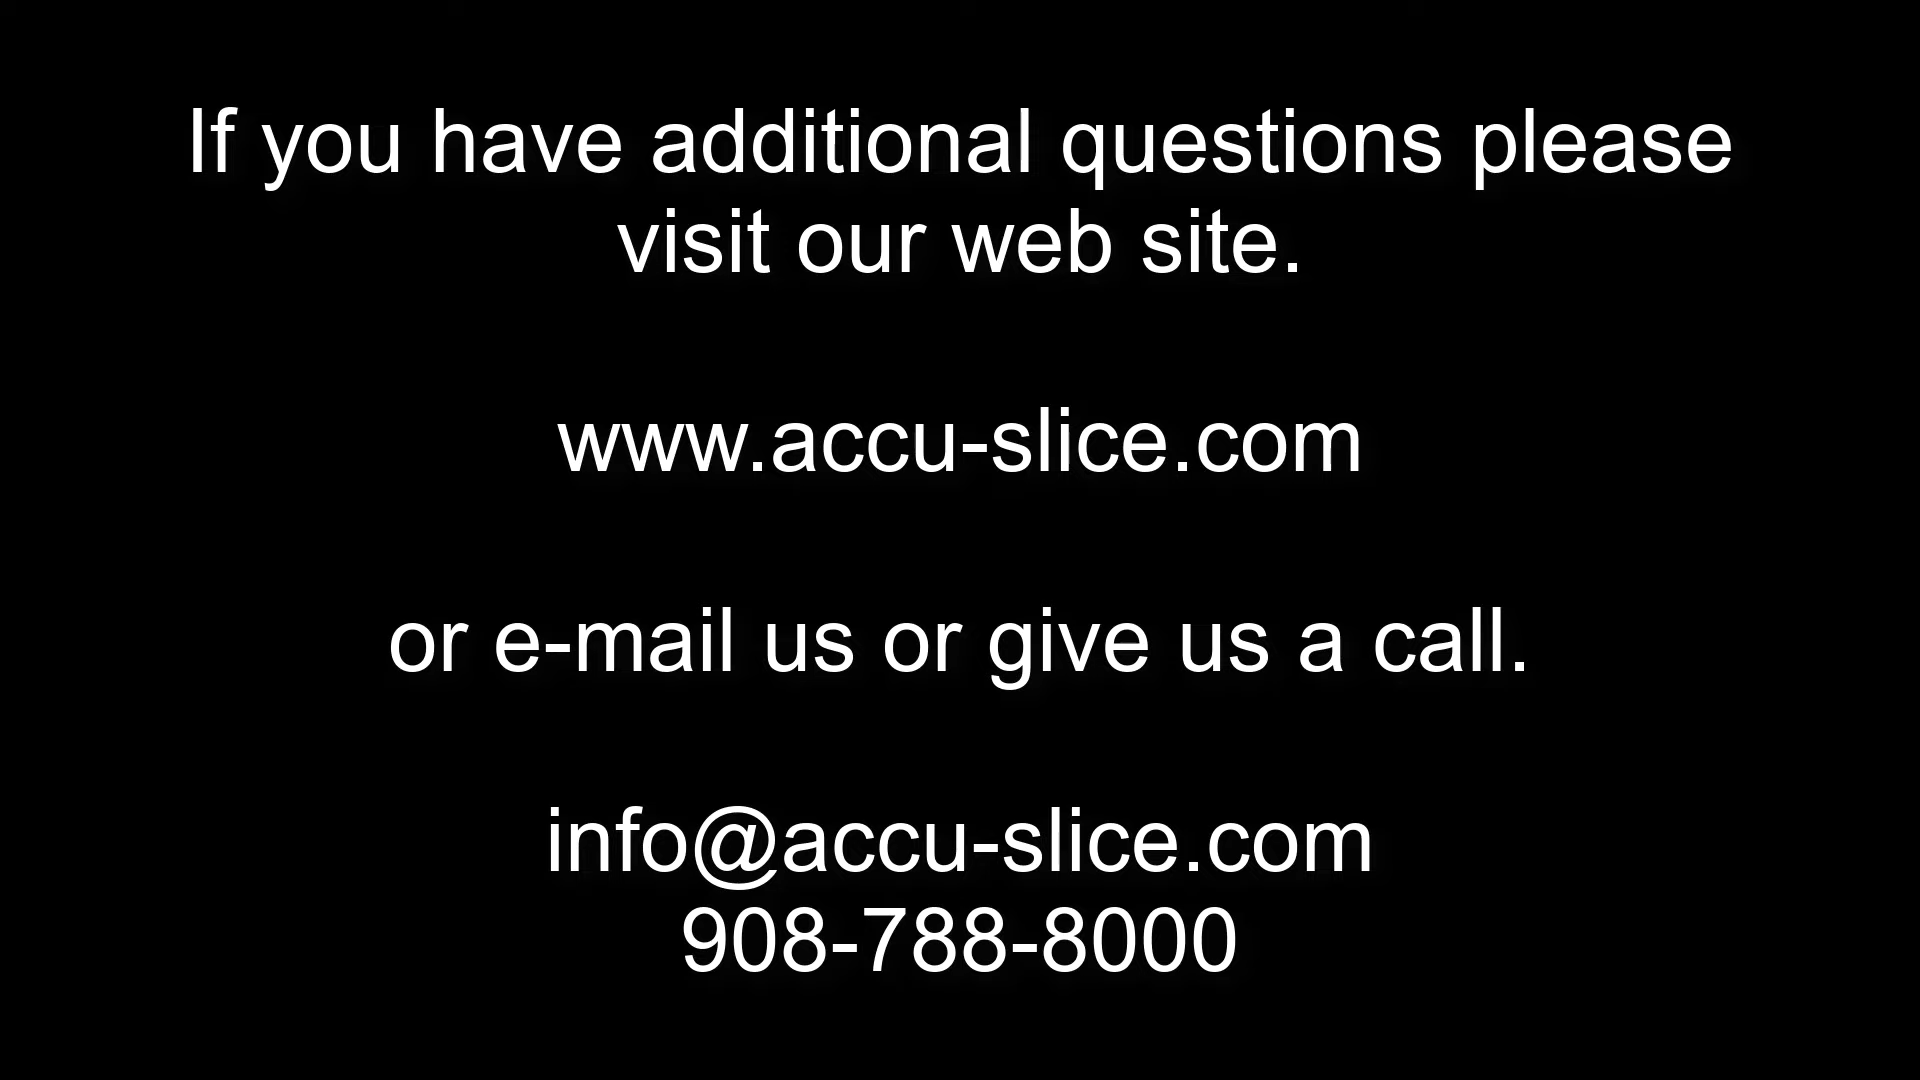 If you have additional questions please
visit our web site.
www.accu-slice.com
or e-mail us or give us a call.
info@accu-slice.com
908-788-8000